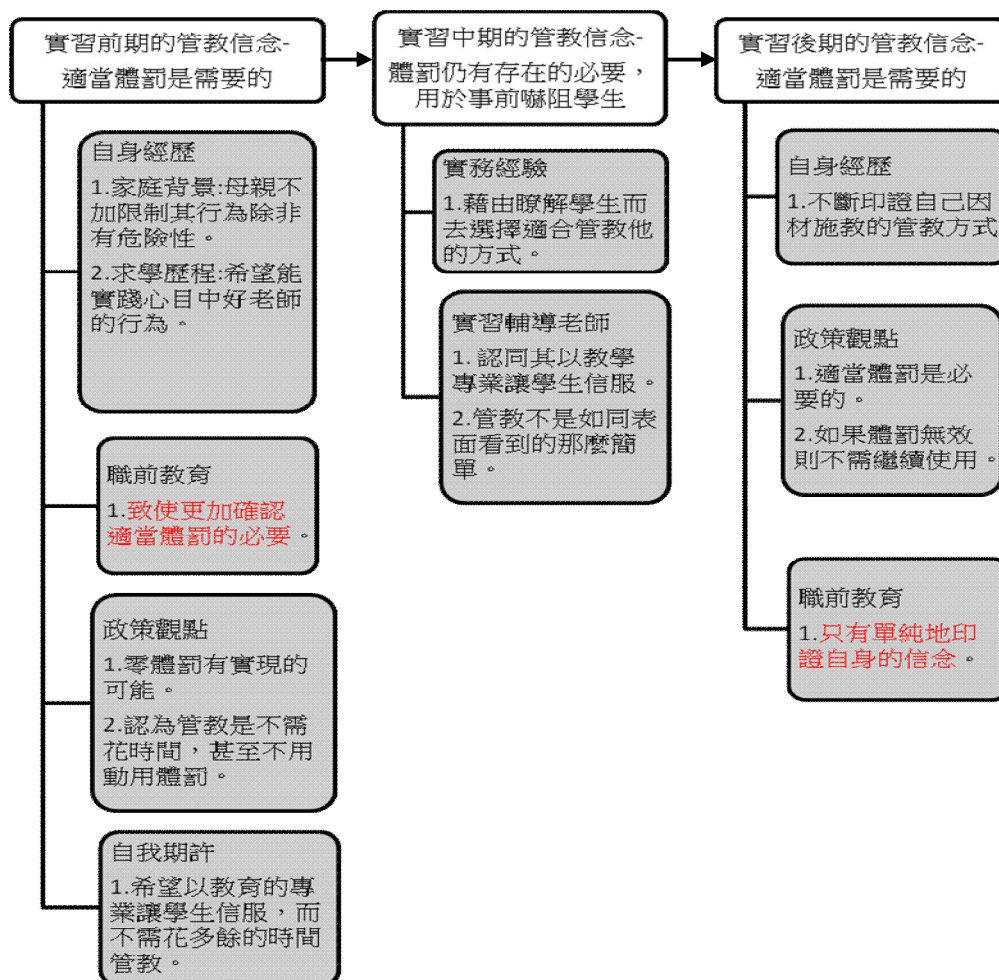 實習前期的管教信念-
適當體罰是需要的
自身經歷
1.家庭背景:母親不
加限制其行為除非
有危險性。
2.求學歷程:希望能
實踐心目中好老師
的行為。
職前教育
1.致使更加確認
適當體罰的必要。
政策觀點
1.零體罰有實現的
可能。
2.認為管教是不需
花時間，甚至不用
動用體罰。
自我期許
1.希望以教育的專
業讓學生信服，而
不需花多餘的時間
管教。
實習中期的管教信念-
體罰仍有存在的必要，
用於事前嚇阻學生
實務經驗
1.藉由瞭解學生而
去選擇適合管教他
的方式。
實習輔導老師
1. 認同其以教學
專業讓學生信服。
2.管教不是如同表
面看到的那麼簡
單。
實習後期的管教信念-
適當體罰是需要的
自身經歷
1.不斷印證自己因
材施教的管教方式
政策觀點
1.適當體罰是必
要的。
2.如果體罰無效
則不需繼續使用。
職前教育
1.只有單純地印
證自身的信念。